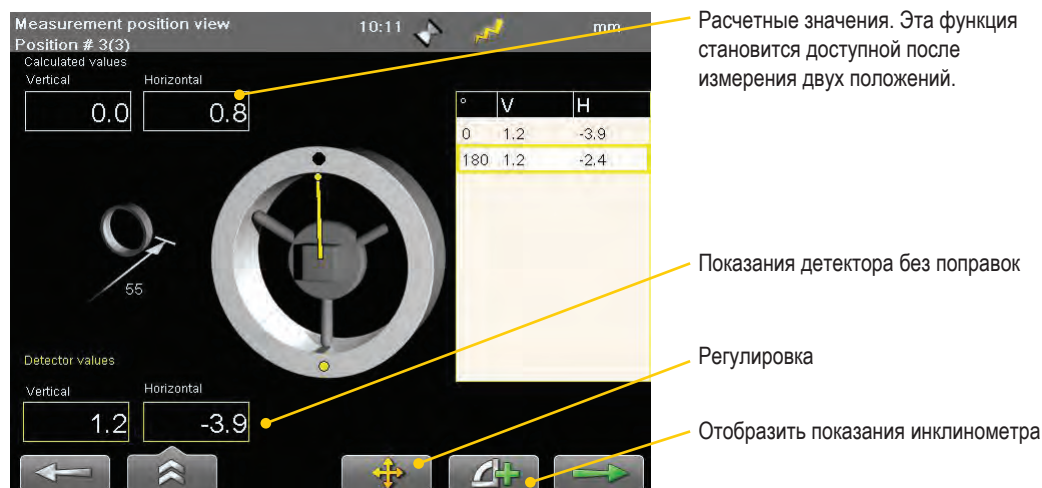 Measurement position view
Position # 3(3)
10:11
mm
Calculated values
Vertical
Horizontal
0.0
0.8
° V H
0 1.2 -3.9
180 1.2 -2.4
55
Detector values
Vertical
Horizontal
1.2
-3.9
Расчетные значения. Эта функция
становится доступной после
измерения двух положений.
Показания детектора без поправок
Регулировка
Отобразить показания инклинометра